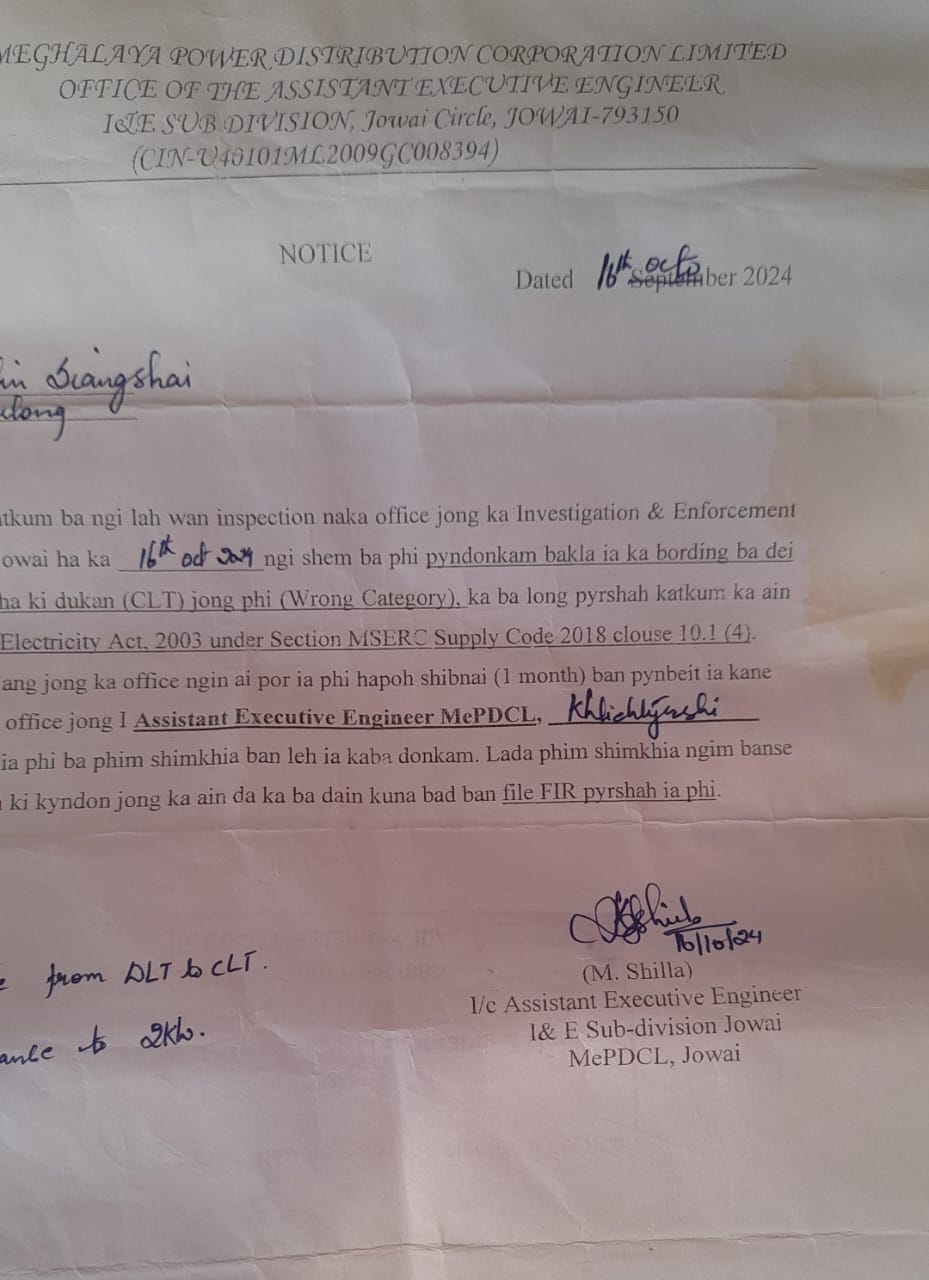 MEGHALAYA POWER DISTRIBUTION CORPORATION LIMITED
OFFICE OF THE ASSISTANT EXECUTIVE ENGINEER
I&E SUB DIVISION, Jowai Circle, JOWAI-793150
(CIN-U40101ML2009GC008394)
NOTICE
Dated 16th octo September 2024
in Siangshai
long
tkum ba ngi lah wan inspection naka office jong ka Investigation & Enforcement
owai ha ka 16th oct 2024 ngi shem ba phi pyndonkam bakla ia ka bording ba dei
ha ki dukan (CLT) jong phi (Wrong Category), ka ba long pyrshah katkum ka ain
Electricity Act, 2003 under Section MSERC Supply Code 2018 clouse 10.1 (4).
ang jong ka office ngin ai por ia phi hapoh shibnai (1 month) ban pynbeit ia kane
office jong I Assistant Executive Engineer MePDCL,
ia phi ba phim shimkhia ban leh ia kaba donkam. Lada phim shimkhia ngim banse
ki kyndon jong ka ain da ka ba dain kuna bad ban file FIR pyrshah ia phi.
16/10/24
from DLT to CLT.
(M. Shilla)
I/c Assistant Executive Engineer
ance to 2kw.
I& E Sub-division Jowai
MePDCL, Jowai